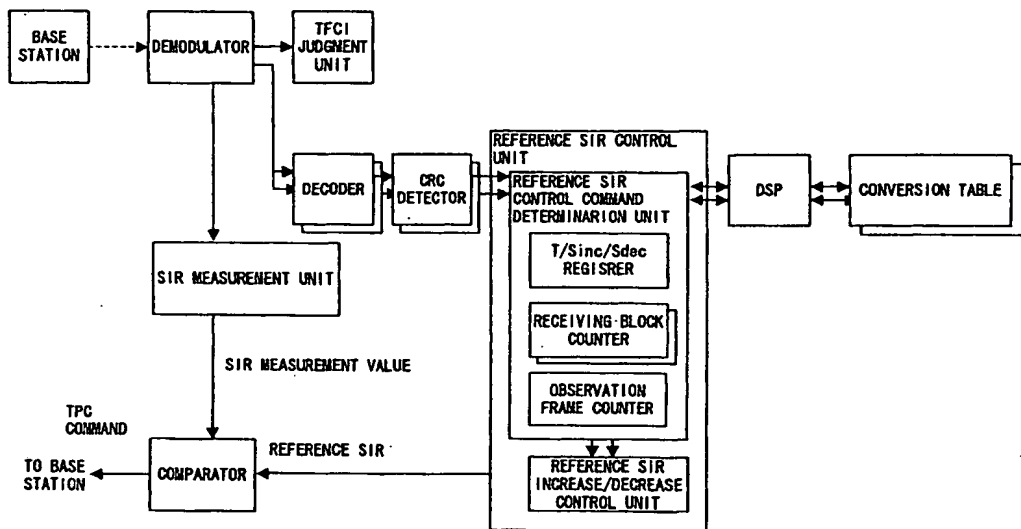 BASE
STATION
DEMODULATOR
TFCI
JUDGMENT
UNIT
DECODER
CRC
DETECTOR
REFERENCE SIR CONTROL
UNIT
REFERENCE SIR
CONTROL COMMAND
DETERMINARION UNIT
T/Sinc/Sdec
REGISRER
RECEIVING-BLOCK
COUNTER
OBSERVATION
FRAME COUNTER
DSP
CONVERSION TABLE
SIR MEASUREMENT UNIT
SIR MEASUREMENT VALUE
TPC
COMMAND
TO BASE
STATION
COMPARATOR
REFERENCE SIR
REFERENCE SIR
INCREASE/DECREASE
CONTROL UNIT